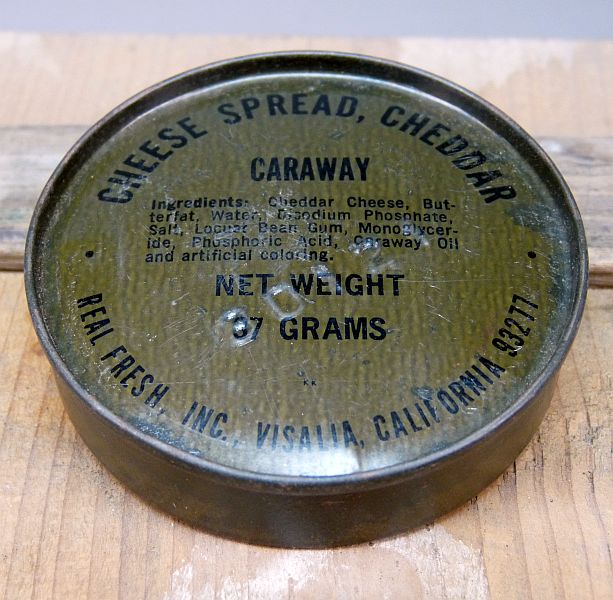 CHEESE SPREAD, CHEDDAR
CARAWAY
Ingredients: Cheddar Cheese, But-
terfat, Water, Disodium Phosphate,
Salt, Locust Bean Gum, Monoglycer-
ide, Phosphoric Acid, Caraway Oil
and artificial coloring.
NET WEIGHT
GRAMS
KK
REAL FRESH, INC., VISALIA, CALIFORNIA 93277